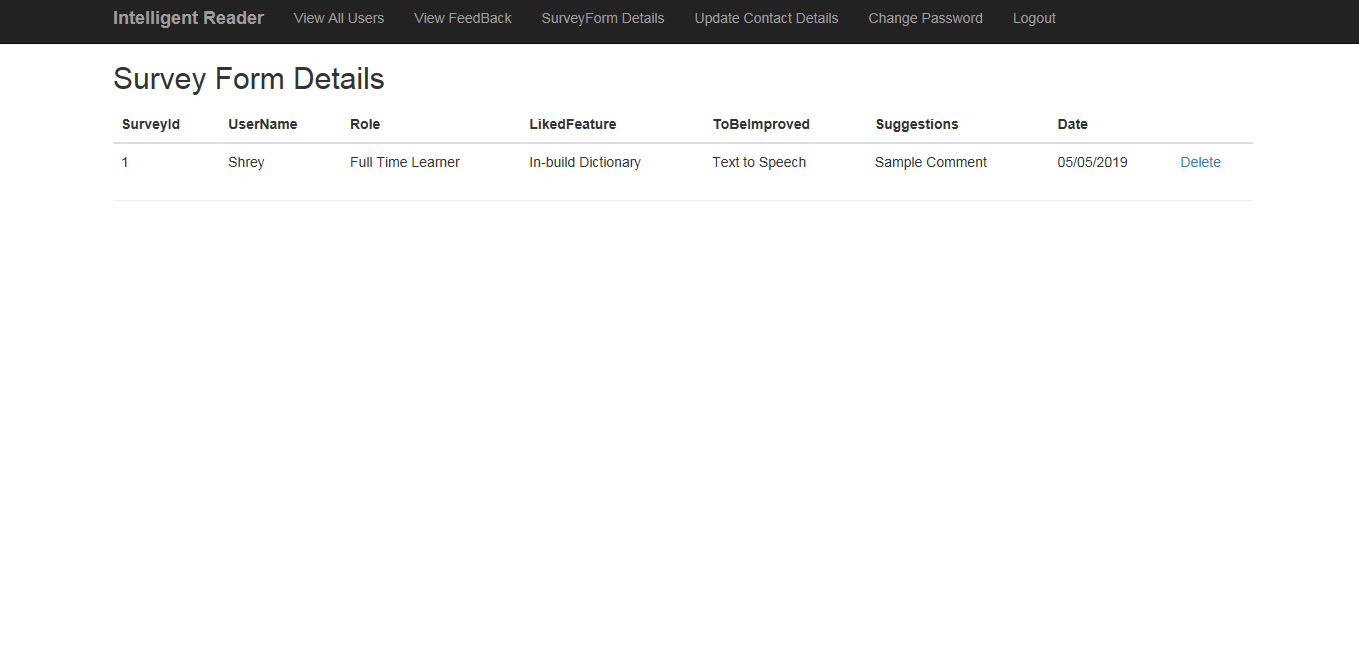 Intelligent Reader View All Users View FeedBack SurveyForm Details Update Contact Details Change Password Logout
Survey Form Details
SurveyId UserName Role LikedFeature ToBeImproved Suggestions Date
1 Shrey Full Time Learner In-build Dictionary Text to Speech Sample Comment 05/05/2019 Delete